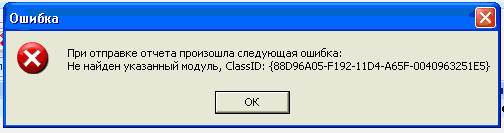 Ошибка
При отправке отчета произошла следующая ошибка:
Не найден указанный модуль, ClassID: {88D96A05-F192-11D4-A65F-0040963251E5}
OK